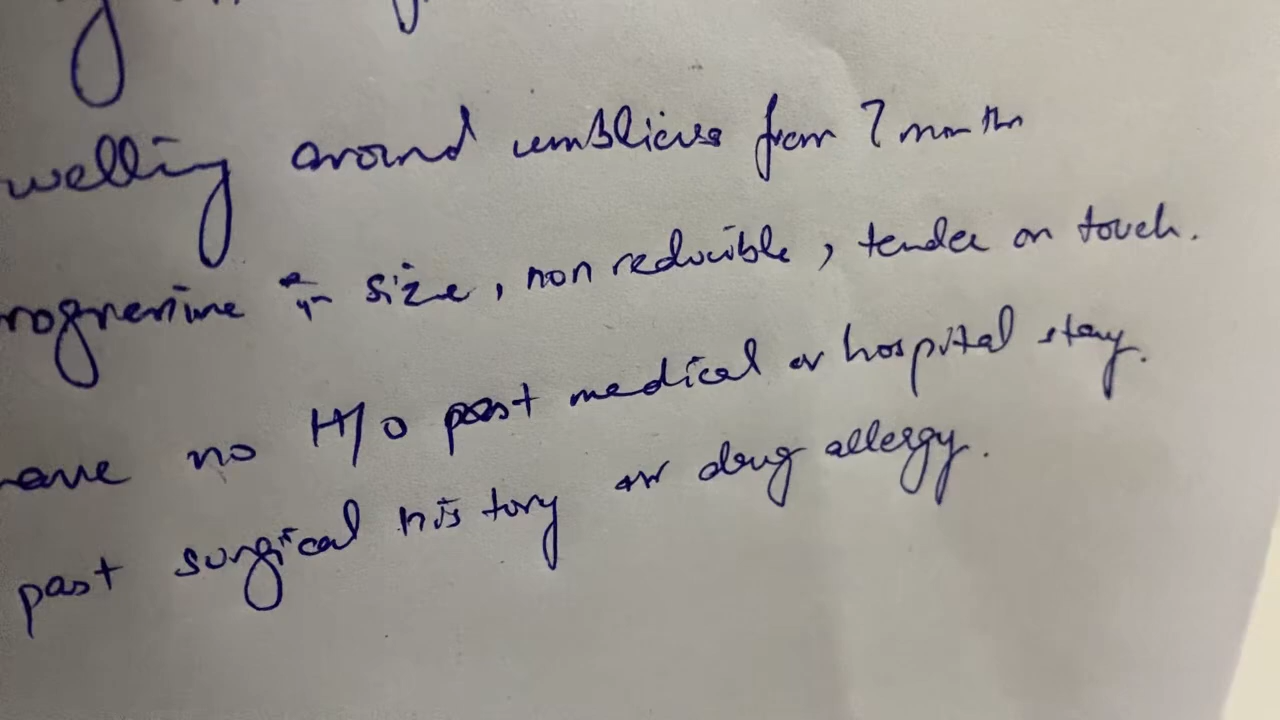 welling around umblicus from 7 months
rogressive in size, non reducible, tender on touch.
ave no H/o past medical or hospital stay.
past surgical history or drug allergy.